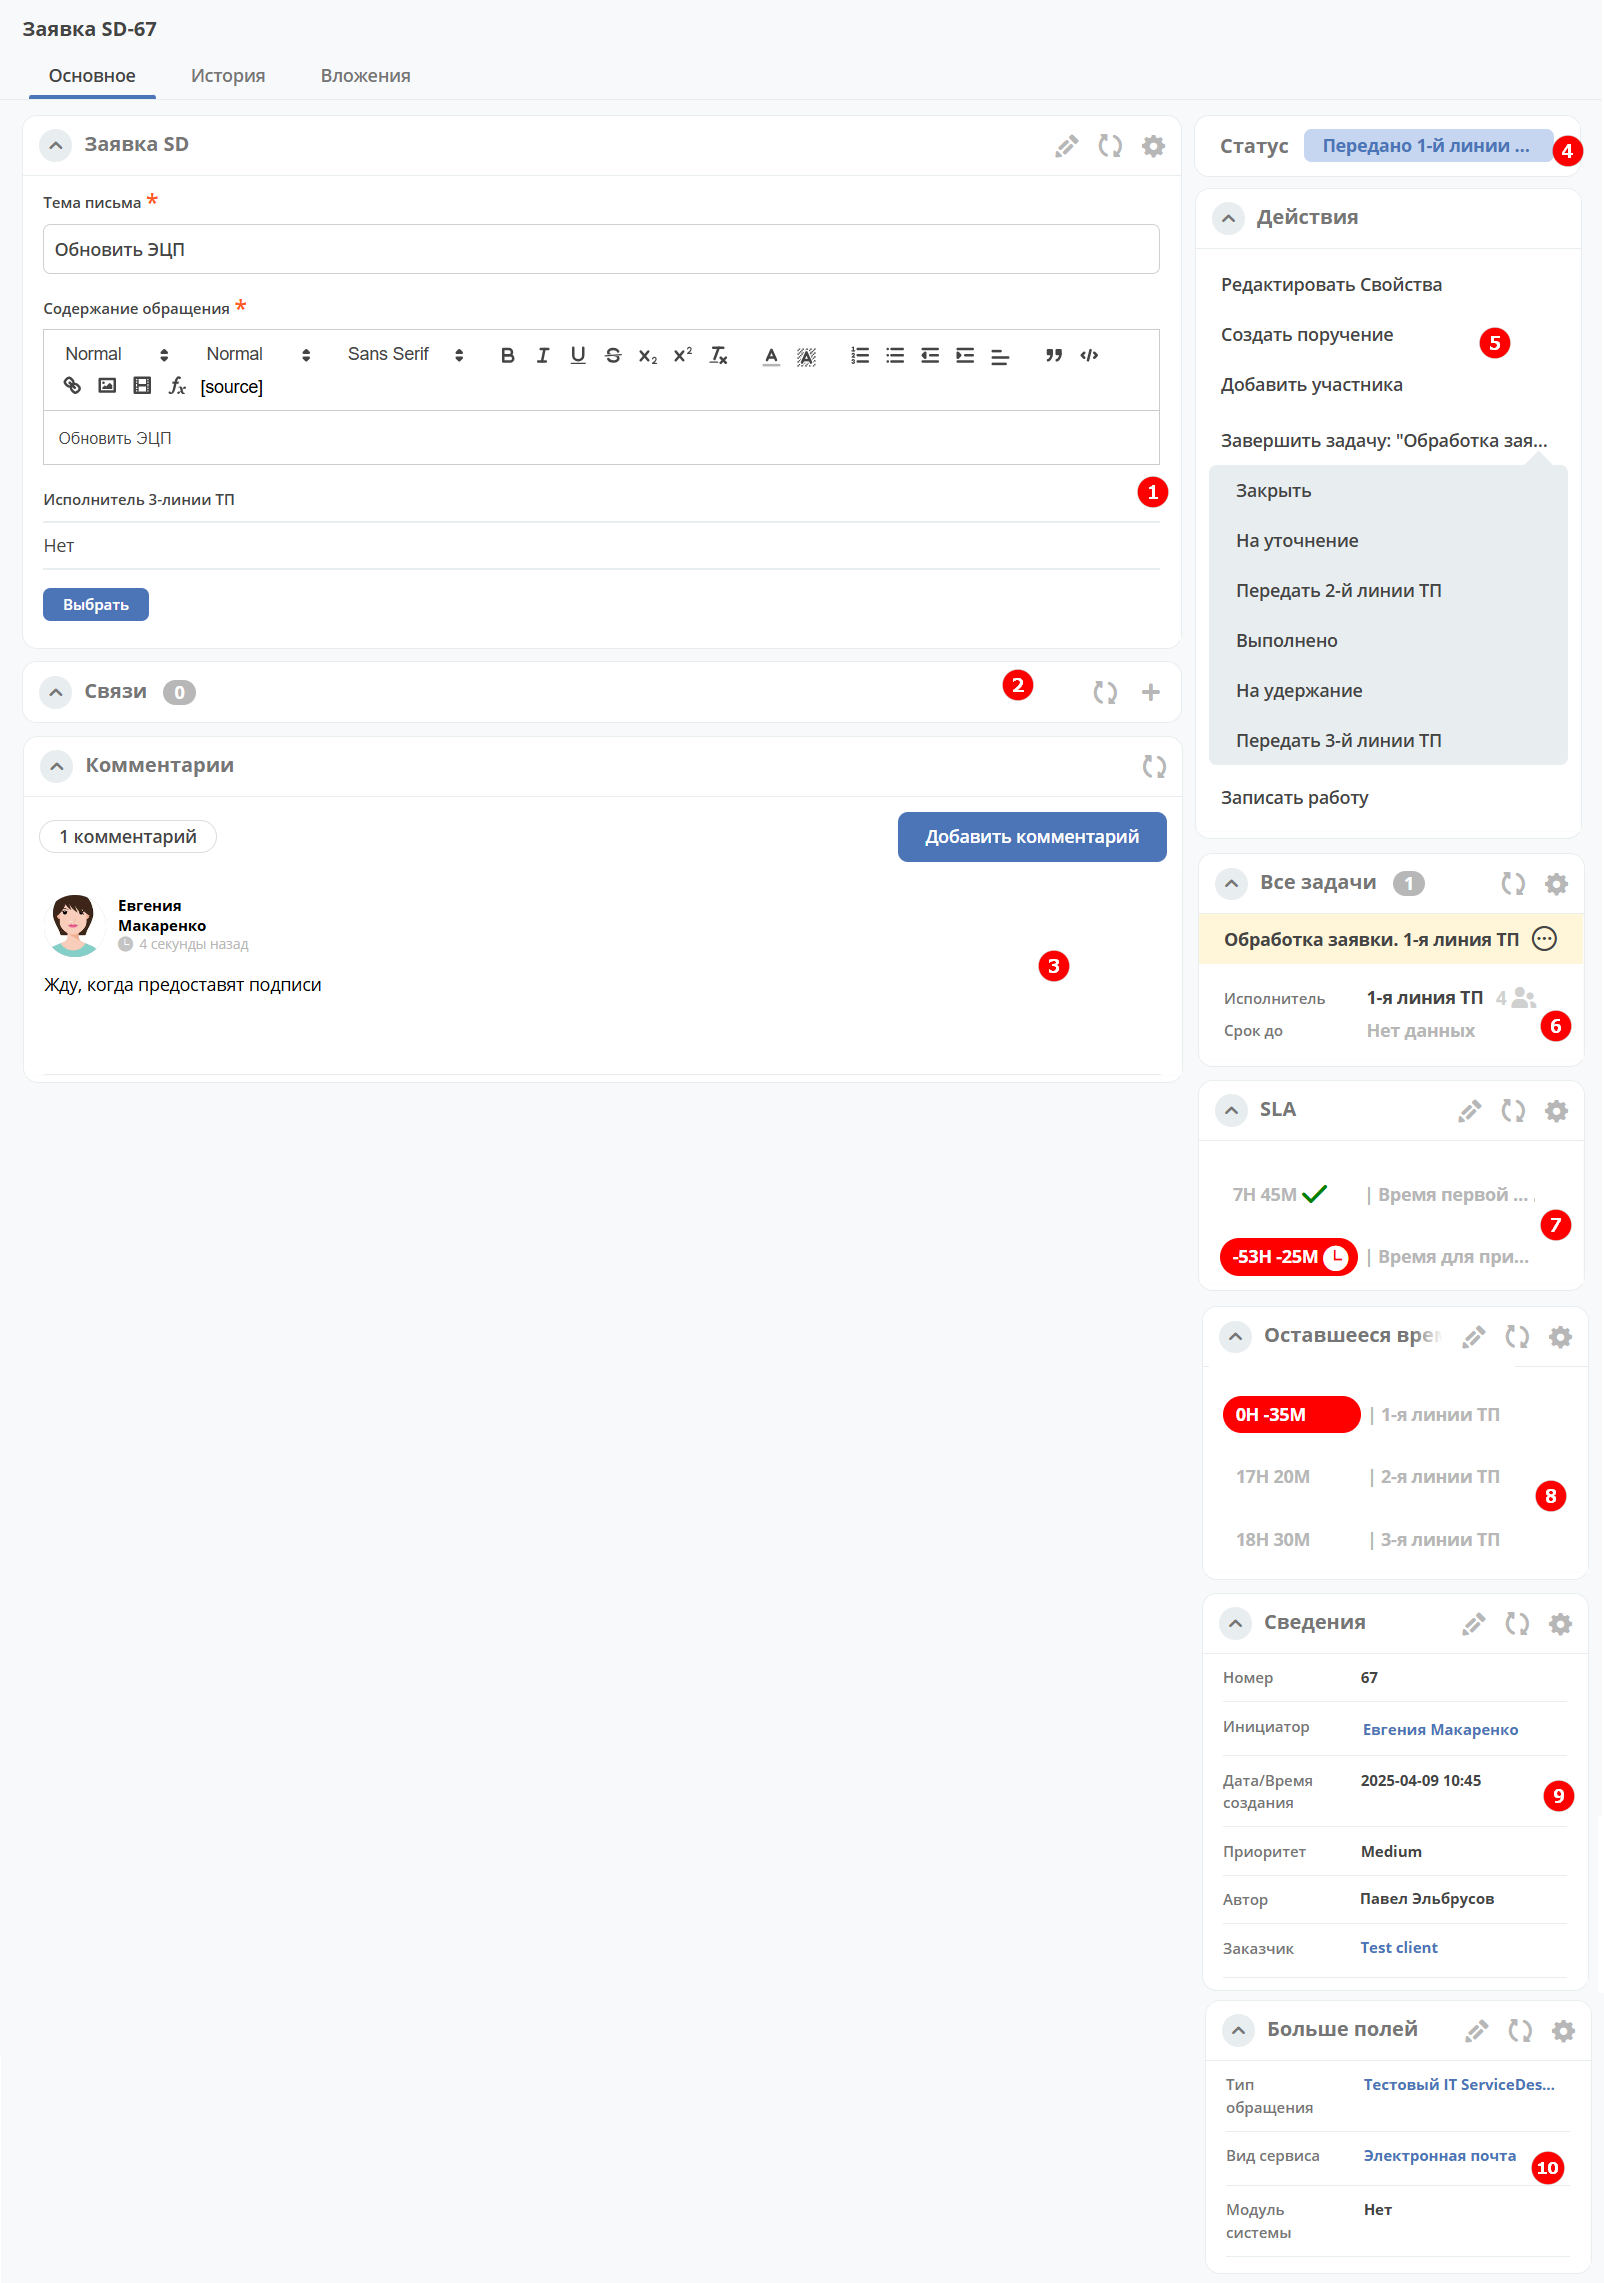 Заявка SD-67
Основное
История
Вложения
Заявка SD
Тема письма *
Обновить ЭЦП
Содержание обращения *
Normal
Normal
Sans Serif
[source]
Обновить ЭЦП
Исполнитель 3-линии ТП
1
Нет
Выбрать
Связи 0
2
Комментарии
1 комментарий
Добавить комментарий
Евгения
Макаренко
4 секунды назад
3
Жду, когда предоставят подписи
Статус
Передано 1-й линии ...
4
Действия
Редактировать Свойства
Создать поручение
5
Добавить участника
Завершить задачу: "Обработка зая...
Закрыть
На уточнение
Передать 2-й линии ТП
Выполнено
На удержание
Передать 3-й линии ТП
Записать работу
Все задачи 1
Обработка заявки. 1-я линия ТП
Исполнитель 1-я линия ТП 4
Срок до Нет данных
6
SLA
7H 45M | Время первой ...
7
-53H -25M | Время для при...
Оставшееся врем
0H -35M | 1-я линии ТП
17H 20M | 2-я линии ТП
8
18H 30M | 3-я линии ТП
Сведения
Номер 67
Инициатор Евгения Макаренко
Дата/Время 2025-04-09 10:45
создания
9
Приоритет Medium
Автор Павел Эльбрусов
Заказчик Test client
Больше полей
Тип Тестовый IT ServiceDes...
обращения
Вид сервиса Электронная почта
10
Модуль Нет
системы